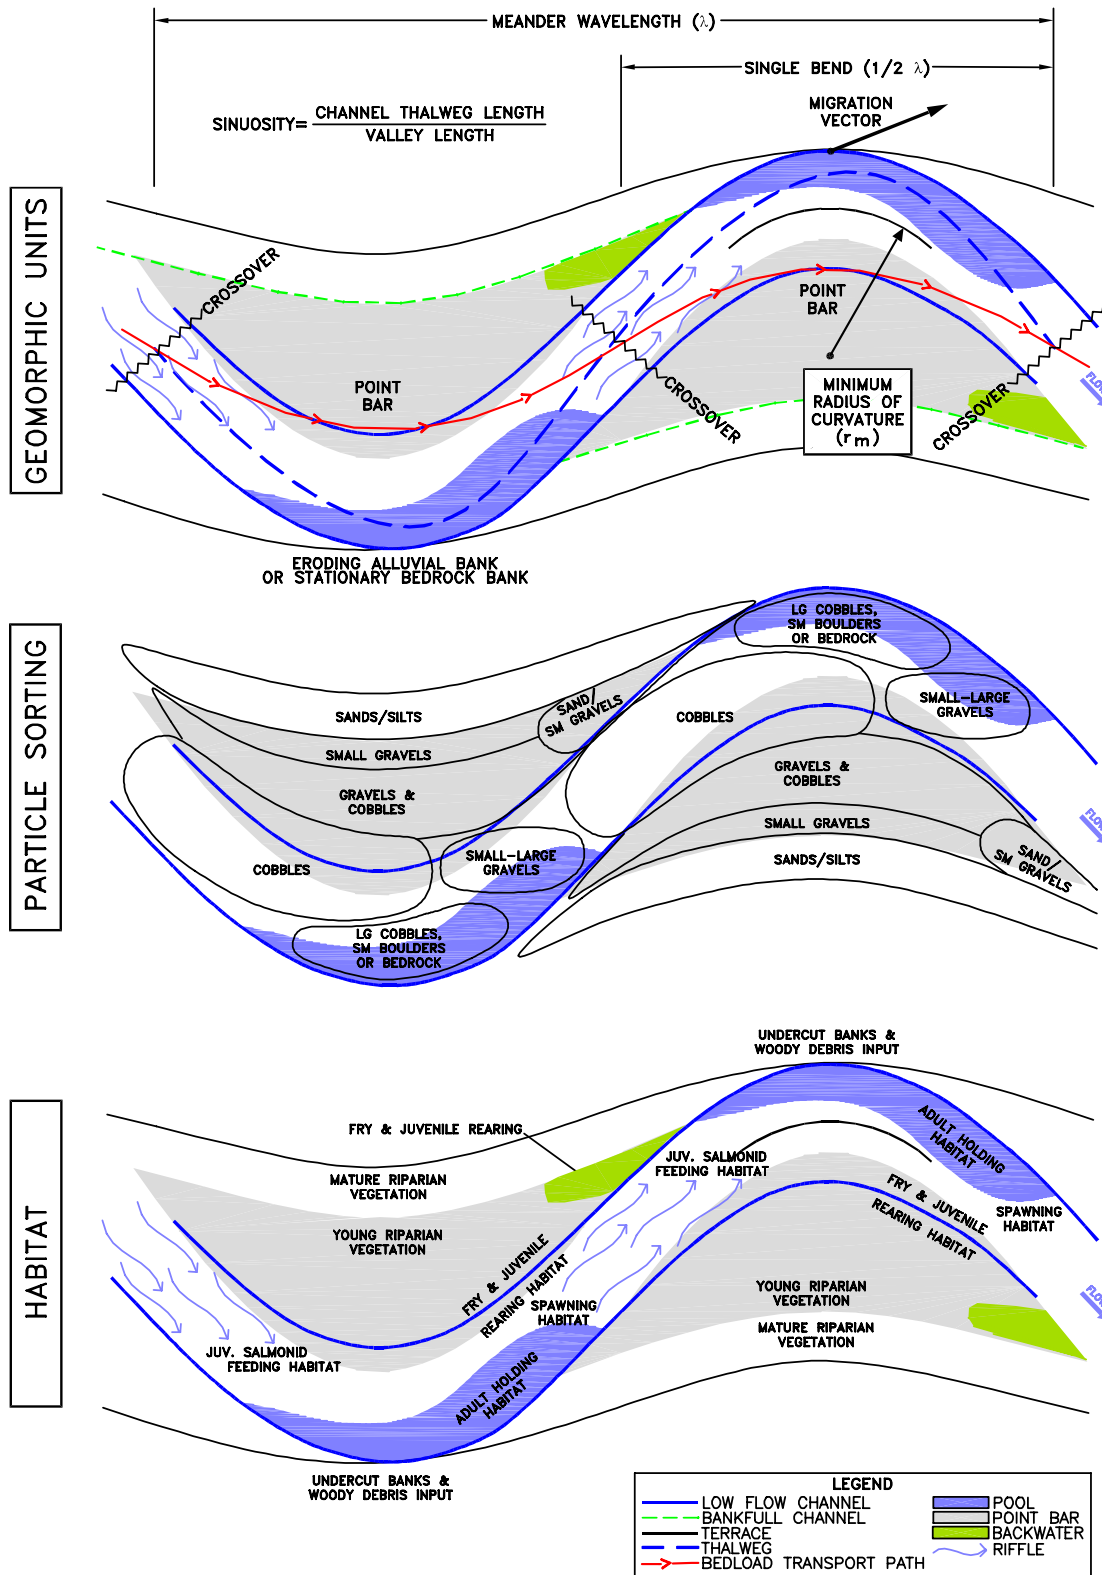 MEANDER WAVELENGTH (λ)
SINGLE BEND (1/2 λ)
MIGRATION
VECTOR
SINUOSITY= CHANNEL THALWEG LENGTH
VALLEY LENGTH
GEOMORPHIC UNITS
CROSSOVER
POINT
BAR
POINT
BAR
CROSSOVER
MINIMUM
RADIUS OF
CURVATURE
(rm)
CROSSOVER
ERODING ALLUVIAL BANK
OR STATIONARY BEDROCK BANK
PARTICLE SORTING
LG COBBLES,
SM BOULDERS
OR BEDROCK
SANDS/SILTS
SAND/
SM GRAVELS
COBBLES
SMALL-LARGE
GRAVELS
SMALL GRAVELS
GRAVELS &
COBBLES
GRAVELS &
COBBLES
SMALL GRAVELS
SANDS/SILTS
SAND/
SM GRAVELS
COBBLES
SMALL-LARGE
GRAVELS
LG COBBLES,
SM BOULDERS
OR BEDROCK
HABITAT
UNDERCUT BANKS &
WOODY DEBRIS INPUT
FRY & JUVENILE REARING
MATURE RIPARIAN
VEGETATION
JUV. SALMONID
FEEDING HABITAT
ADULT HOLDING
HABITAT
FRY & JUVENILE
REARING HABITAT
SPAWNING
HABITAT
YOUNG RIPARIAN
VEGETATION
FRY & JUVENILE
REARING HABITAT
SPAWNING
HABITAT
YOUNG RIPARIAN
VEGETATION
MATURE RIPARIAN
VEGETATION
JUV. SALMONID
FEEDING HABITAT
ADULT HOLDING
HABITAT
UNDERCUT BANKS &
WOODY DEBRIS INPUT
LEGEND
LOW FLOW CHANNEL
BANKFULL CHANNEL
TERRACE
THALWEG
BEDLOAD TRANSPORT PATH
POOL
POINT BAR
BACKWATER
RIFFLE